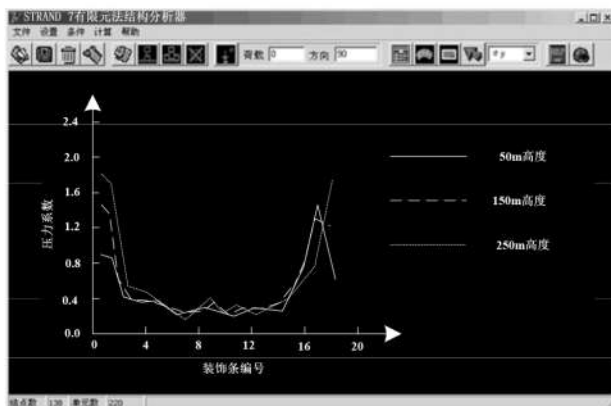 STRAND 7有限元法结构分析器
文件 设置 条件 计算 帮助
荷数 0 方向 90
2.4
2.0
1.6
1.2
0.8
0.4
0.0
压力系数
0 4 8 12 16 20
装饰条编号
50m高度
150m高度
250m高度
结点数 138 单元数 220